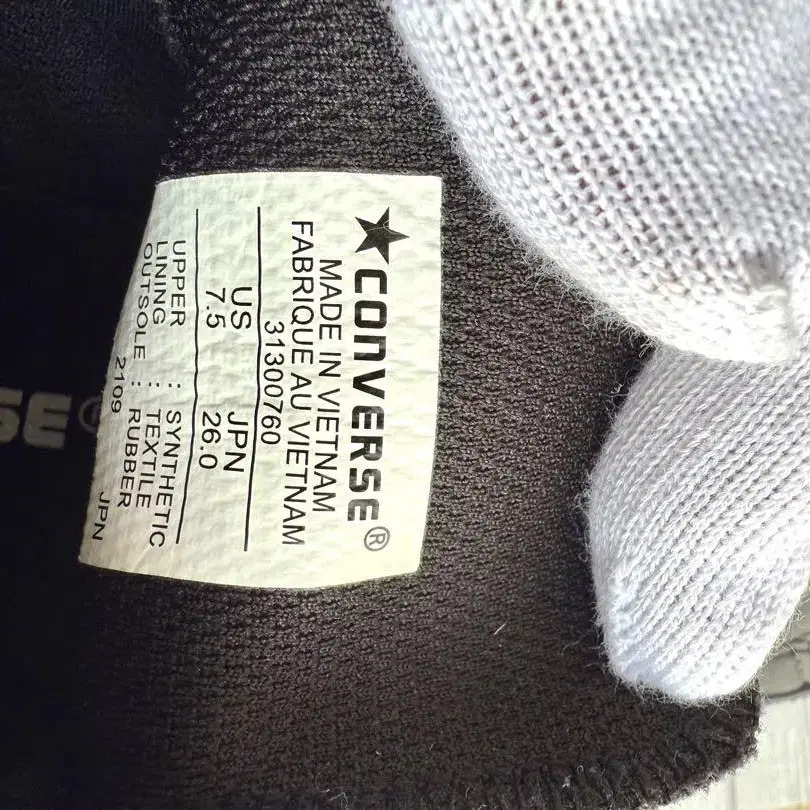 ★CONVERSE®
MADE IN VIETNAM
FABRIQUE AU VIETNAM
31300760
US JPN
7.5 26.0
UPPER : SYNTHETIC
LINING : TEXTILE
OUTSOLE : RUBBER
2109 JPN
SE®